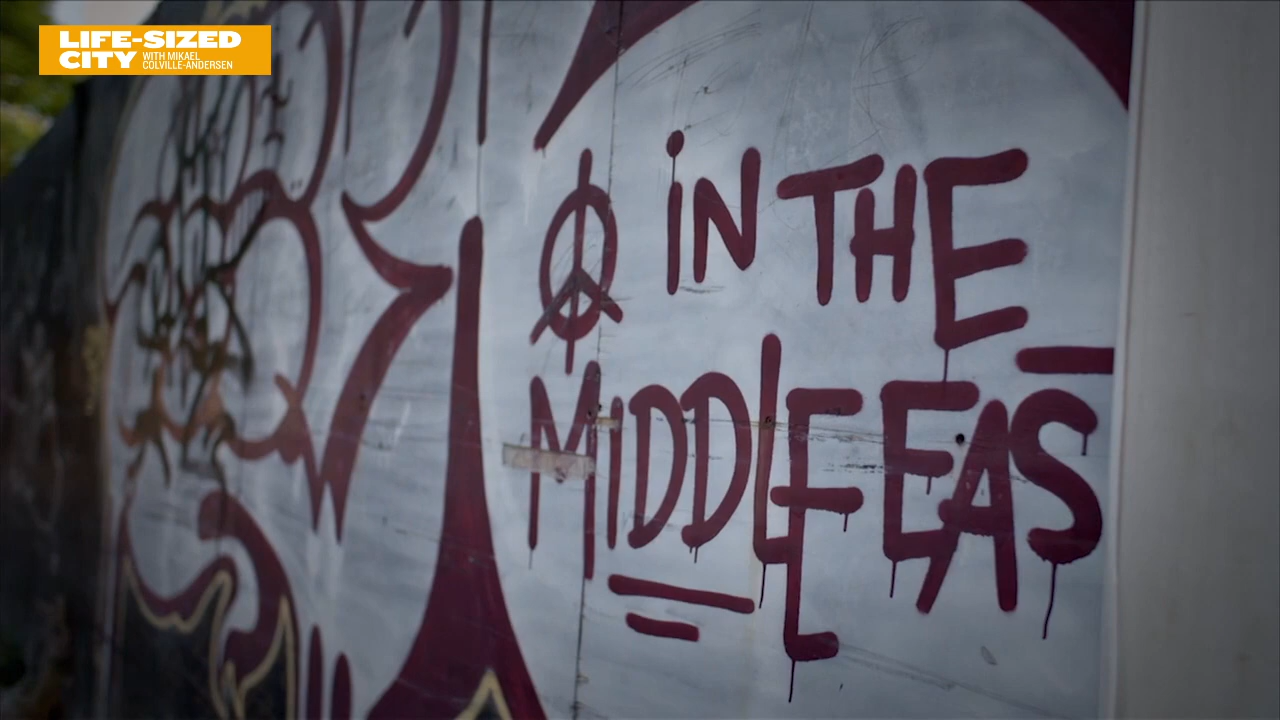 LIFE-SIZED
CITY WITH MIKAEL
COLVILLE-ANDERSEN
☮ iN THE
MIDDLE EAS